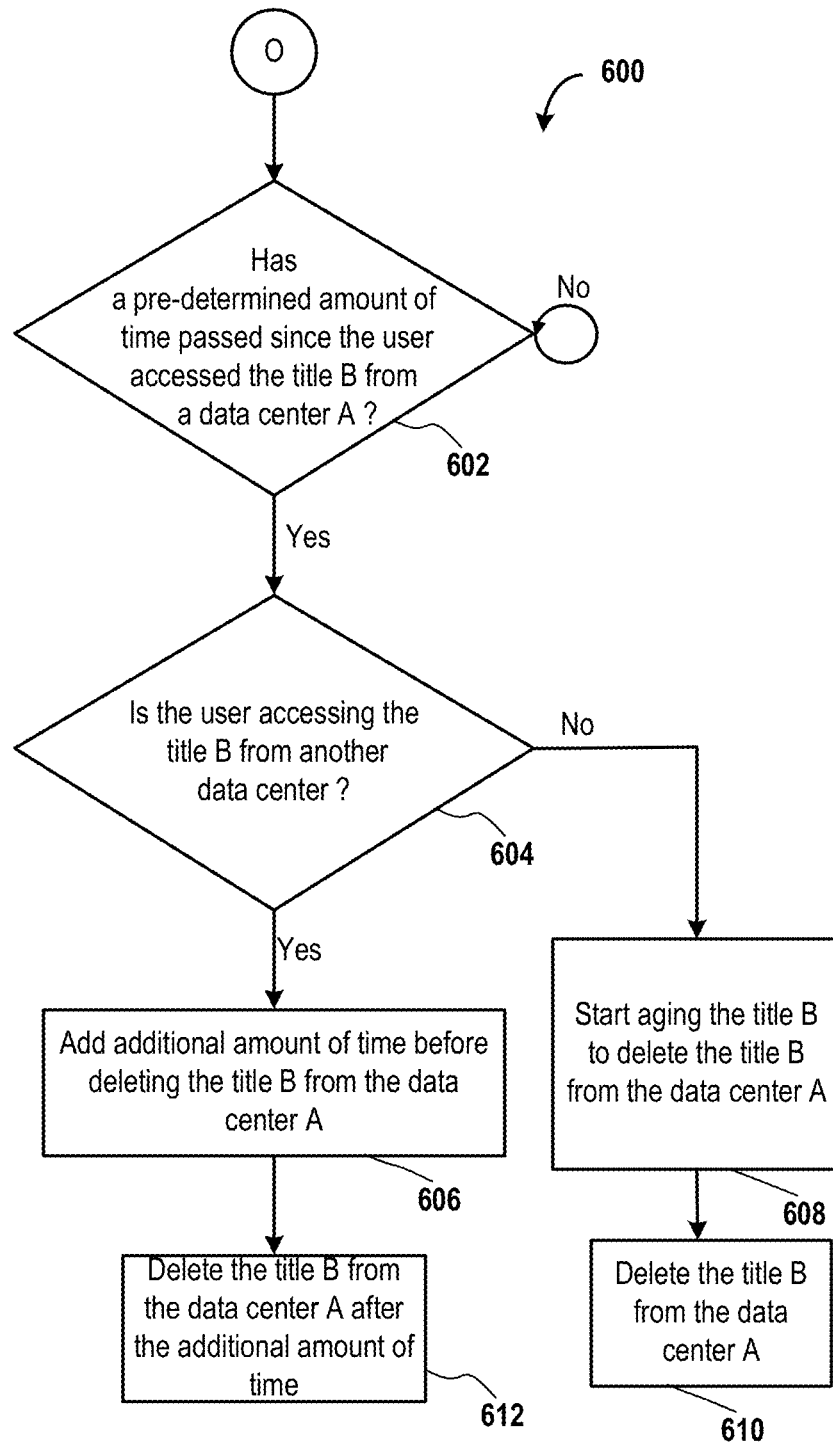 O
600
Has
a pre-determined amount of
time passed since the user
accessed the title B from
a data center A ?
No
602
Yes
Is the user accessing the
title B from another
data center ?
No
604
Yes
Add additional amount of time before
deleting the title B from the data
center A
606
Start aging the title B
to delete the title B
from the data center A
608
Delete the title B from
the data center A after
the additional amount of
time
612
Delete the title B
from the data
center A
610